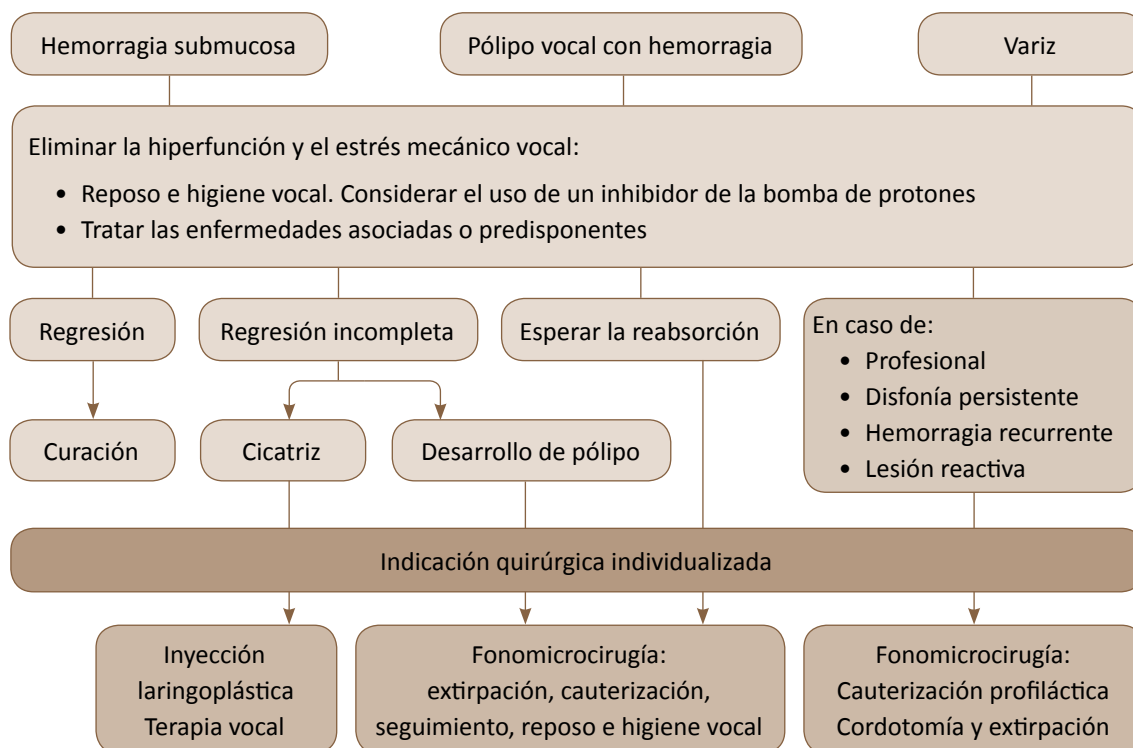 Hemorragia submucosa
Pólipo vocal con hemorragia
Variz
Eliminar la hiperfunción y el estrés mecánico vocal:
• Reposo e higiene vocal. Considerar el uso de un inhibidor de la bomba de protones
• Tratar las enfermedades asociadas o predisponentes
Regresión
Regresión incompleta
Esperar la reabsorción
En caso de:
• Profesional
• Disfonía persistente
• Hemorragia recurrente
• Lesión reactiva
Curación
Cicatriz
Desarrollo de pólipo
Indicación quirúrgica individualizada
Inyección
laringoplástica
Terapia vocal
Fonomicrocirugía:
extirpación, cauterización,
seguimiento, reposo e higiene vocal
Fonomicrocirugía:
Cauterización profiláctica
Cordotomía y extirpación